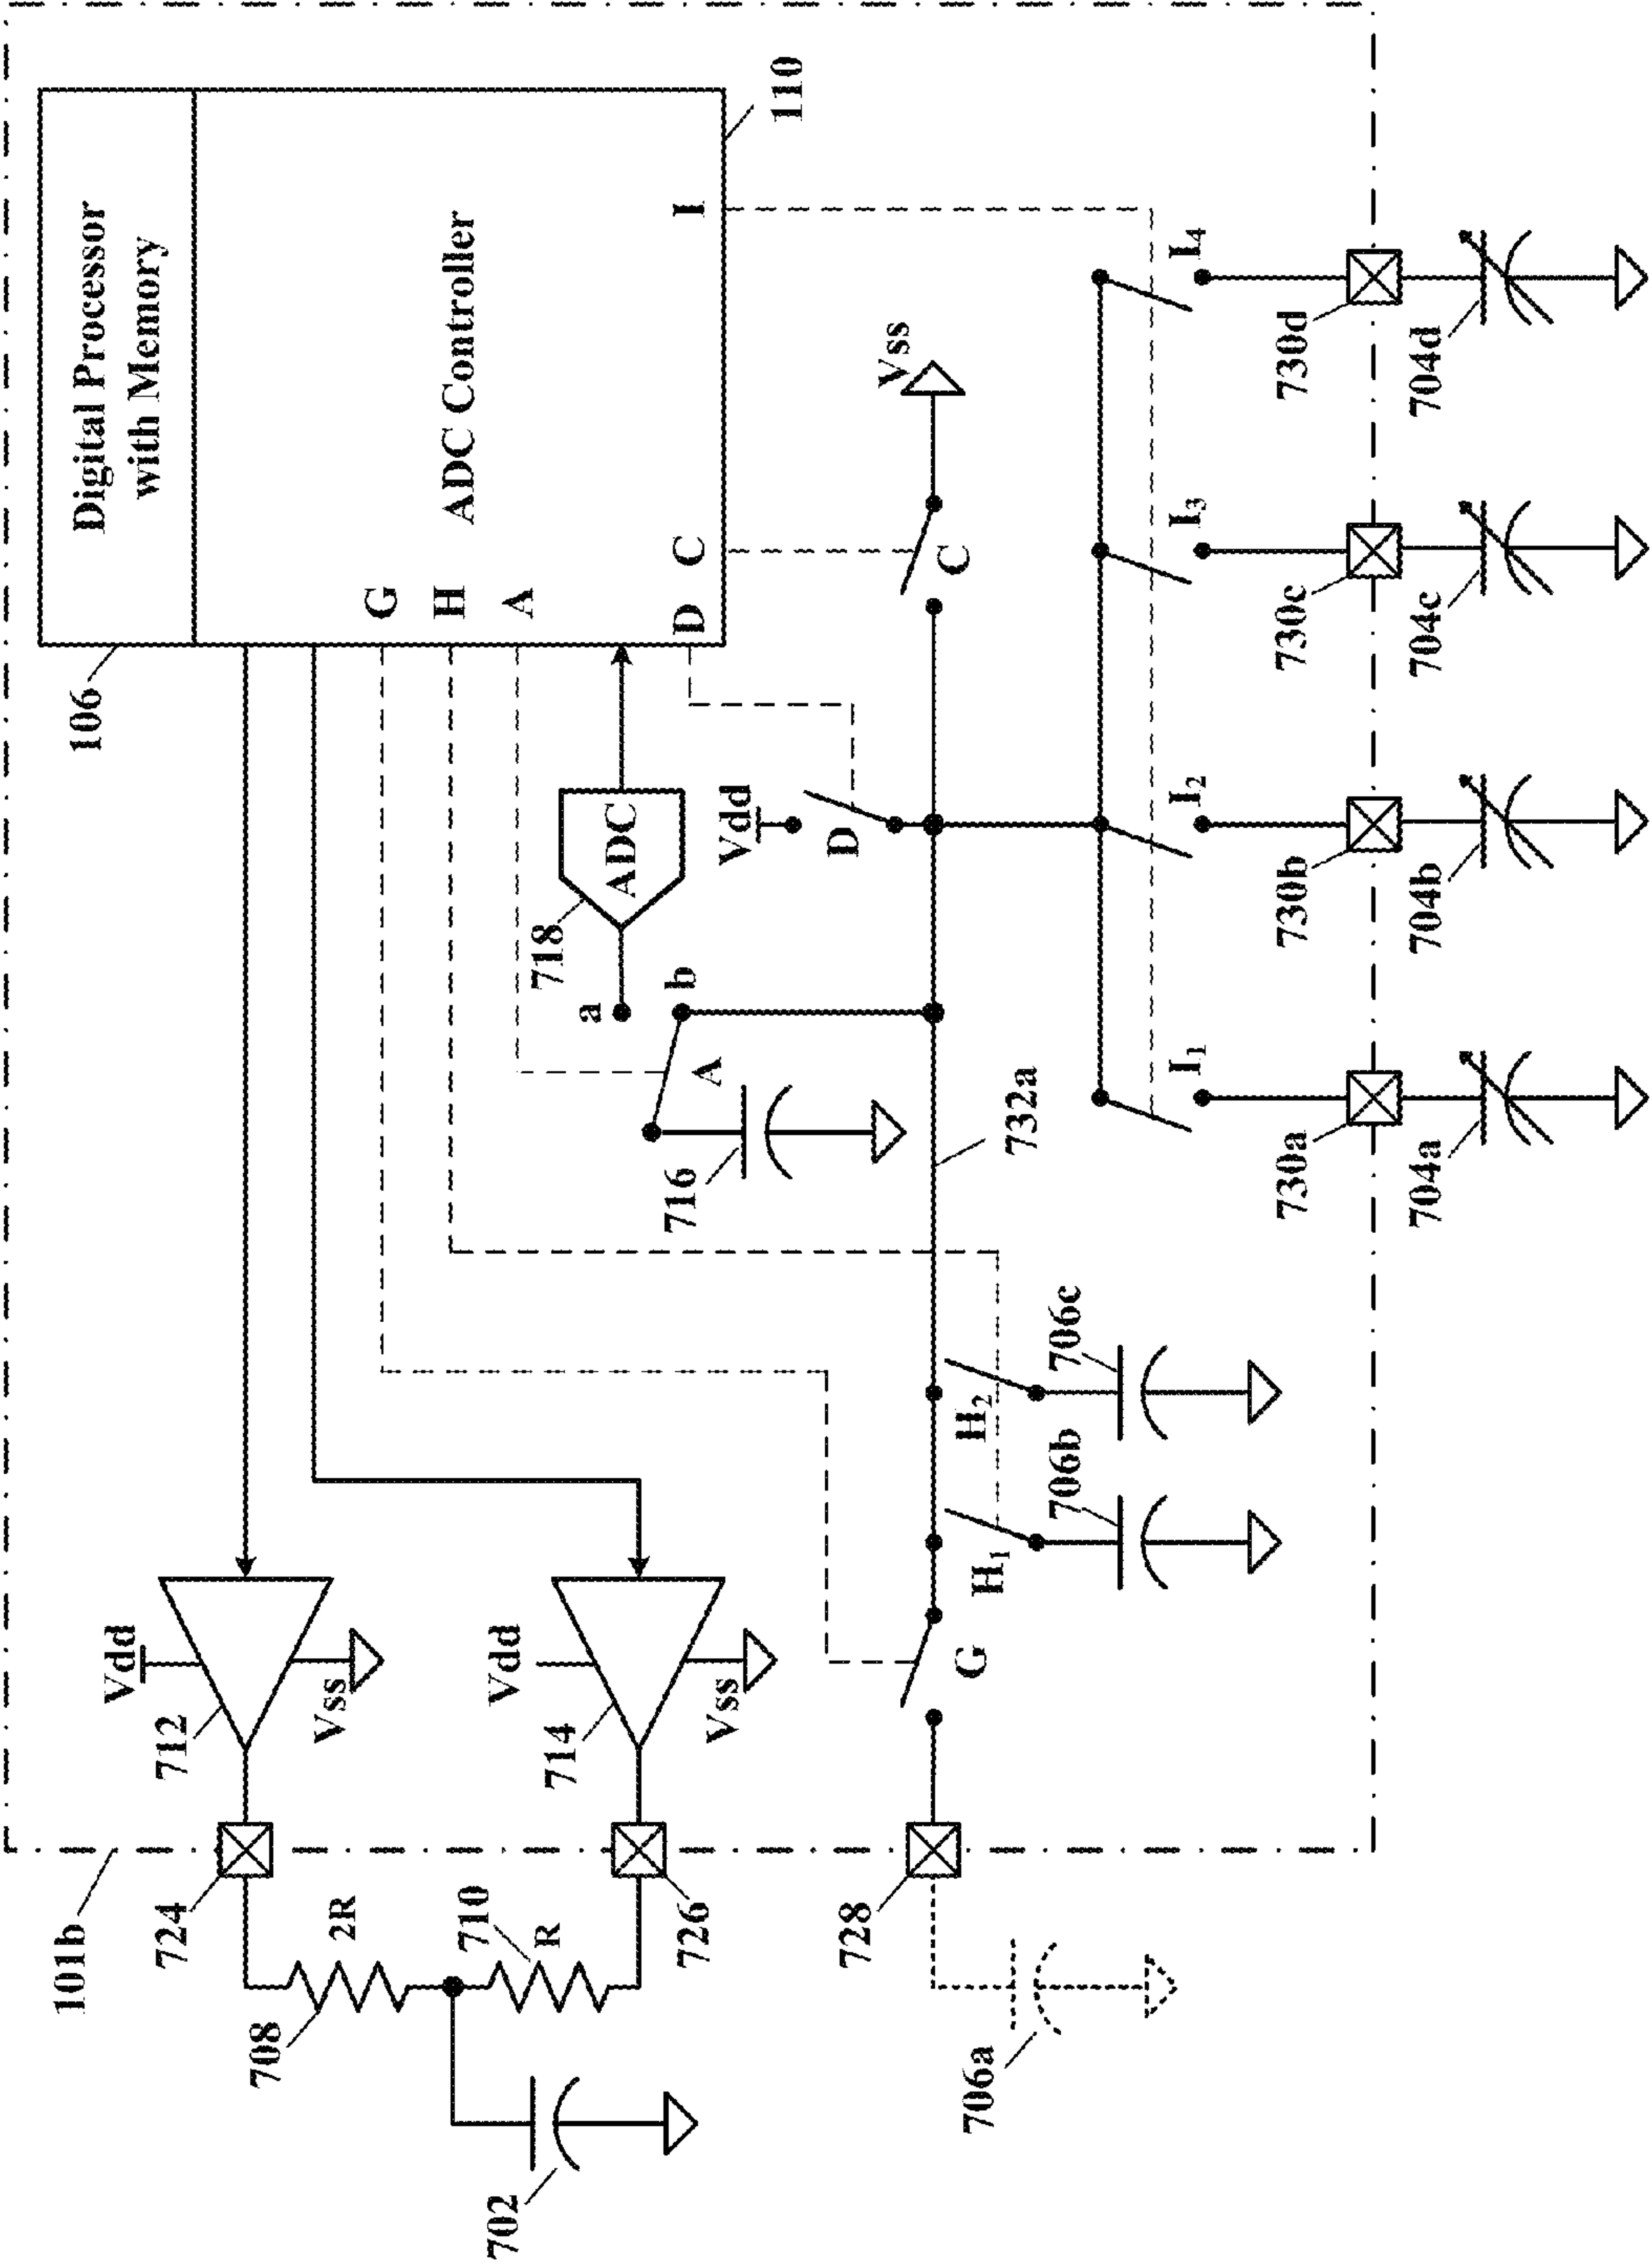 Digital Processor
with Memory
ADC Controller
106
110
G
H
A
D
C
I
ADC
718
a
b
A
716
Vdd
D
C
Vss
732a
Vdd
712
Vss
Vdd
714
Vss
101b
724
726
728
708
2R
710
R
702
706a
G
H1
H2
706b
706c
I1
I2
I3
I4
730a
730b
730c
730d
704a
704b
704c
704d